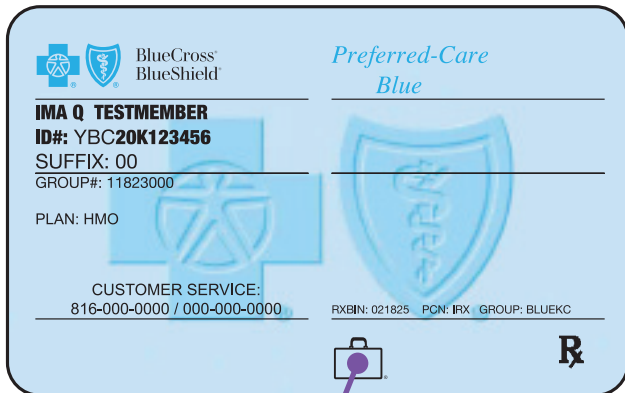 BlueCross®
BlueShield®
Preferred-Care
Blue
IMA Q TESTMEMBER
ID#: YBC20K123456
SUFFIX: 00
GROUP#: 11823000
PLAN: HMO
CUSTOMER SERVICE:
816-000-0000 / 000-000-0000
RXBIN: 021825 PCN: IRX GROUP: BLUEKC
℞